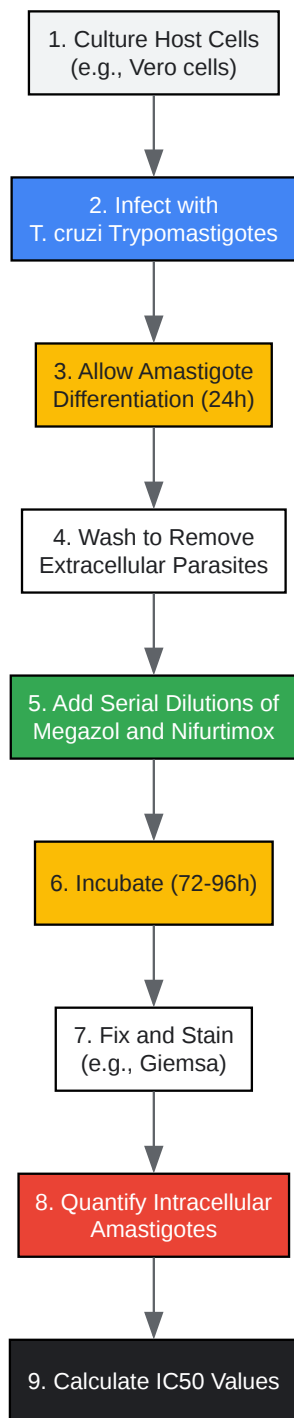 1. Culture Host Cells
(e.g., Vero cells)
2. Infect with
T. cruzi Trypomastigotes
3. Allow Amastigote
Differentiation (24h)
4. Wash to Remove
Extracellular Parasites
5. Add Serial Dilutions of
Megazol and Nifurtimox
6. Incubate (72-96h)
7. Fix and Stain
(e.g., Giemsa)
8. Quantify Intracellular
Amastigotes
9. Calculate IC50 Values